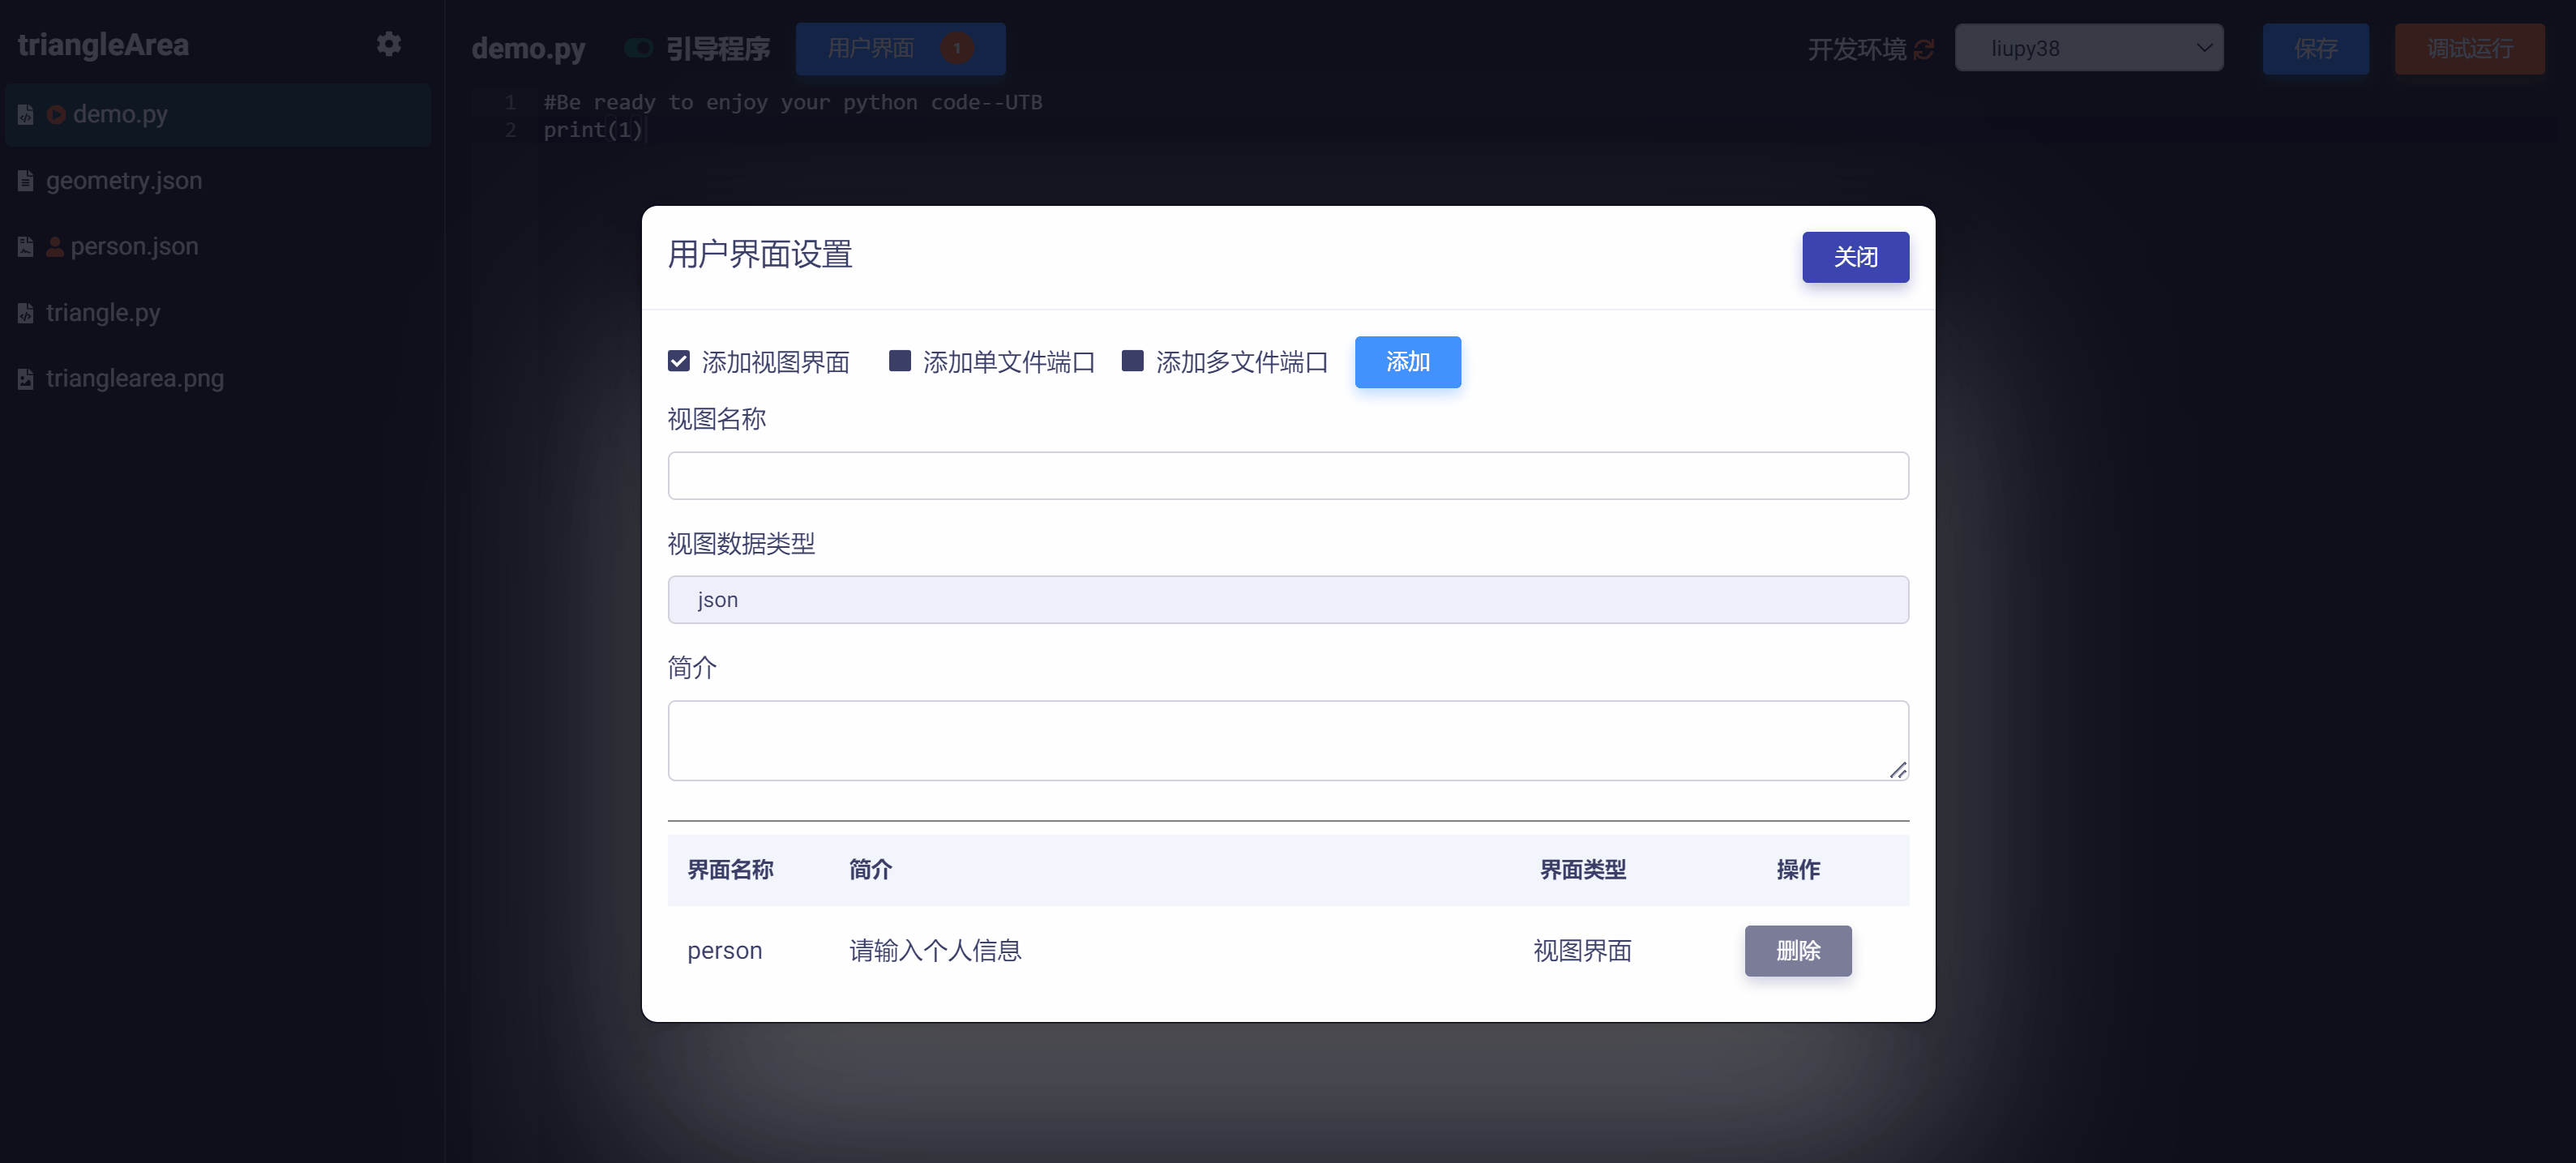 triangleArea
demo.py
geometry.json
person.json
triangle.py
trianglearea.png
demo.py 引导程序 用户界面 1 开发环境 liupy38 保存 调试运行
1 #Be ready to enjoy your python code--UTB
2 print(1)
用户界面设置 关闭
添加视图界面 添加单文件端口 添加多文件端口 添加
视图名称
视图数据类型
json
简介
界面名称 简介 界面类型 操作
person 请输入个人信息 视图界面 删除